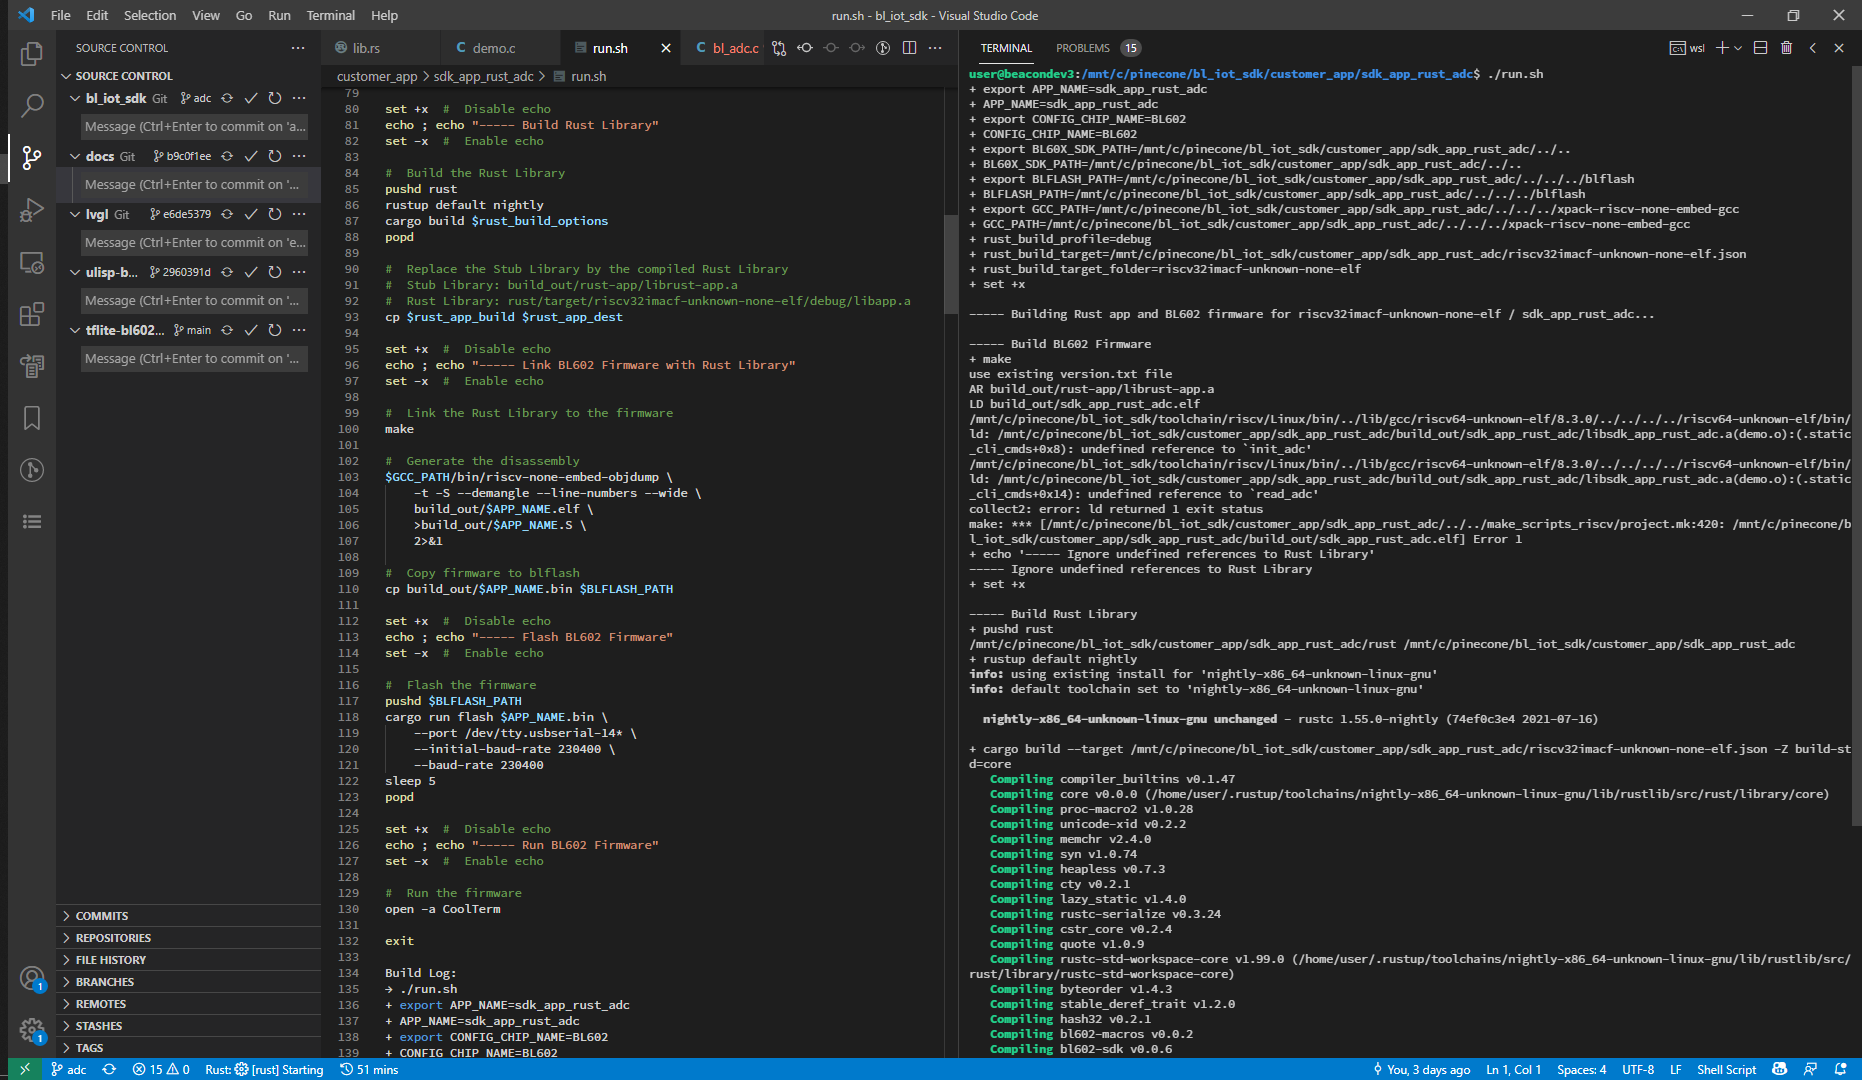 File Edit Selection View Go Run Terminal Help
run.sh - bl_iot_sdk - Visual Studio Code
SOURCE CONTROL
SOURCE CONTROL
bl_iot_sdk Git adc
Message (Ctrl+Enter to commit on 'a...
docs Git b9c0f1ee
Message (Ctrl+Enter to commit on '...
lvgl Git e6de5379
Message (Ctrl+Enter to commit on 'e...
ulisp-b... 2960391d
Message (Ctrl+Enter to commit on '...
tflite-bl602... main
Message (Ctrl+Enter to commit on '...
COMMITS
REPOSITORIES
FILE HISTORY
BRANCHES
REMOTES
STASHES
TAGS
1
1
lib.rs demo.c run.sh bl_adc.c
customer_app > sdk_app_rust_adc > run.sh
79
80 set +x # Disable echo
81 echo ; echo "----- Build Rust Library"
82 set -x # Enable echo
83
84 # Build the Rust Library
85 pushd rust
86 rustup default nightly
87 cargo build $rust_build_options
88 popd
89
90 # Replace the Stub Library by the compiled Rust Library
91 # Stub Library: build_out/rust-app/librust-app.a
92 # Rust Library: rust/target/riscv32imacf-unknown-none-elf/debug/libapp.a
93 cp $rust_app_build $rust_app_dest
94
95 set +x # Disable echo
96 echo ; echo "----- Link BL602 Firmware with Rust Library"
97 set -x # Enable echo
98
99 # Link the Rust Library to the firmware
100 make
101
102 # Generate the disassembly
103 $GCC_PATH/bin/riscv-none-embed-objdump \
104 -t -S --demangle --line-numbers --wide \
105 build_out/$APP_NAME.elf \
106 >build_out/$APP_NAME.S \
107 2>&1
108
109 # Copy firmware to blflash
110 cp build_out/$APP_NAME.bin $BLFLASH_PATH
111
112 set +x # Disable echo
113 echo ; echo "----- Flash BL602 Firmware"
114 set -x # Enable echo
115
116 # Flash the firmware
117 pushd $BLFLASH_PATH
118 cargo run flash $APP_NAME.bin \
119 --port /dev/tty.usbserial-14* \
120 --initial-baud-rate 230400 \
121 --baud-rate 230400
122 sleep 5
123 popd
124
125 set +x # Disable echo
126 echo ; echo "----- Run BL602 Firmware"
127 set -x # Enable echo
128
129 # Run the firmware
130 open -a CoolTerm
131
132 exit
133
134 Build Log:
135 → ./run.sh
136 + export APP_NAME=sdk_app_rust_adc
137 + APP_NAME=sdk_app_rust_adc
138 + export CONFIG_CHIP_NAME=BL602
139 + CONFIG_CHIP_NAME=BL602
TERMINAL PROBLEMS 15
wsl
user@beacondev3:/mnt/c/pinecone/bl_iot_sdk/customer_app/sdk_app_rust_adc$ ./run.sh
+ export APP_NAME=sdk_app_rust_adc
+ APP_NAME=sdk_app_rust_adc
+ export CONFIG_CHIP_NAME=BL602
+ CONFIG_CHIP_NAME=BL602
+ export BL60X_SDK_PATH=/mnt/c/pinecone/bl_iot_sdk/customer_app/sdk_app_rust_adc/../..
+ BL60X_SDK_PATH=/mnt/c/pinecone/bl_iot_sdk/customer_app/sdk_app_rust_adc/../..
+ export BLFLASH_PATH=/mnt/c/pinecone/bl_iot_sdk/customer_app/sdk_app_rust_adc/../../../blflash
+ BLFLASH_PATH=/mnt/c/pinecone/bl_iot_sdk/customer_app/sdk_app_rust_adc/../../../blflash
+ export GCC_PATH=/mnt/c/pinecone/bl_iot_sdk/customer_app/sdk_app_rust_adc/../../../xpack-riscv-none-embed-gcc
+ GCC_PATH=/mnt/c/pinecone/bl_iot_sdk/customer_app/sdk_app_rust_adc/../../../xpack-riscv-none-embed-gcc
+ rust_build_profile=debug
+ rust_build_target=/mnt/c/pinecone/bl_iot_sdk/customer_app/sdk_app_rust_adc/riscv32imacf-unknown-none-elf.json
+ rust_build_target_folder=riscv32imacf-unknown-none-elf
+ set +x
----- Building Rust app and BL602 firmware for riscv32imacf-unknown-none-elf / sdk_app_rust_adc...
----- Build BL602 Firmware
+ make
use existing version.txt file
AR build_out/rust-app/librust-app.a
LD build_out/sdk_app_rust_adc.elf
/mnt/c/pinecone/bl_iot_sdk/toolchain/riscv/Linux/bin/../lib/gcc/riscv64-unknown-elf/8.3.0/../../../../riscv64-unknown-elf/bin/
ld: /mnt/c/pinecone/bl_iot_sdk/customer_app/sdk_app_rust_adc/build_out/sdk_app_rust_adc/libsdk_app_rust_adc.a(demo.o):(.static
_cli_cmds+0x8): undefined reference to `init_adc'
/mnt/c/pinecone/bl_iot_sdk/toolchain/riscv/Linux/bin/../lib/gcc/riscv64-unknown-elf/8.3.0/../../../../riscv64-unknown-elf/bin/
ld: /mnt/c/pinecone/bl_iot_sdk/customer_app/sdk_app_rust_adc/build_out/sdk_app_rust_adc/libsdk_app_rust_adc.a(demo.o):(.static
_cli_cmds+0x14): undefined reference to `read_adc'
collect2: error: ld returned 1 exit status
make: *** [/mnt/c/pinecone/bl_iot_sdk/customer_app/sdk_app_rust_adc/../../make_scripts_riscv/project.mk:420: /mnt/c/pinecone/b
l_iot_sdk/customer_app/sdk_app_rust_adc/build_out/sdk_app_rust_adc.elf] Error 1
+ echo '----- Ignore undefined references to Rust Library'
----- Ignore undefined references to Rust Library
+ set +x
----- Build Rust Library
+ pushd rust
/mnt/c/pinecone/bl_iot_sdk/customer_app/sdk_app_rust_adc/rust /mnt/c/pinecone/bl_iot_sdk/customer_app/sdk_app_rust_adc
+ rustup default nightly
info: using existing install for 'nightly-x86_64-unknown-linux-gnu'
info: default toolchain set to 'nightly-x86_64-unknown-linux-gnu'
nightly-x86_64-unknown-linux-gnu unchanged - rustc 1.55.0-nightly (74ef0c3e4 2021-07-16)
+ cargo build --target /mnt/c/pinecone/bl_iot_sdk/customer_app/sdk_app_rust_adc/riscv32imacf-unknown-none-elf.json -Z build-st
d=core
Compiling compiler_builtins v0.1.47
Compiling core v0.0.0 (/home/user/.rustup/toolchains/nightly-x86_64-unknown-linux-gnu/lib/rustlib/src/rust/library/core)
Compiling proc-macro2 v1.0.28
Compiling unicode-xid v0.2.2
Compiling memchr v2.4.0
Compiling syn v1.0.74
Compiling heapless v0.7.3
Compiling cty v0.2.1
Compiling lazy_static v1.4.0
Compiling rustc-serialize v0.3.24
Compiling cstr_core v0.2.4
Compiling quote v1.0.9
Compiling rustc-std-workspace-core v1.99.0 (/home/user/.rustup/toolchains/nightly-x86_64-unknown-linux-gnu/lib/rustlib/src/
rust/library/rustc-std-workspace-core)
Compiling byteorder v1.4.3
Compiling stable_deref_trait v1.2.0
Compiling hash32 v0.2.1
Compiling bl602-macros v0.0.2
Compiling bl602-sdk v0.0.6
adc 15 0 Rust: [rust] Starting 51 mins You, 3 days ago Ln 1, Col 1 Spaces: 4 UTF-8 LF Shell Script